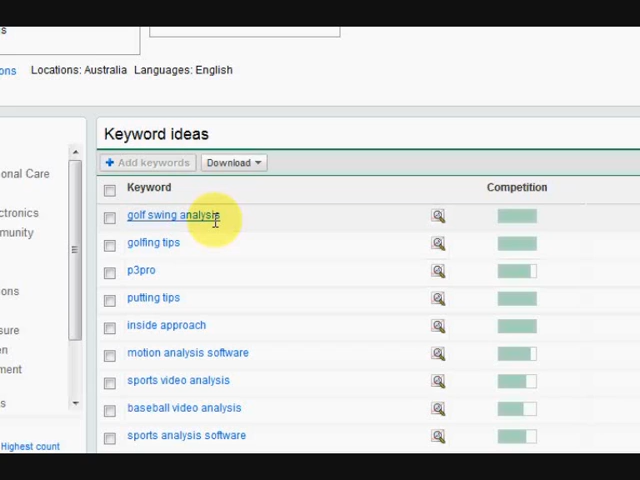 s
ons Locations: Australia Languages: English
Keyword ideas
Add keywords Download
onal Care
Keyword Competition
ctronics
golf swing analysis
munity
golfing tips
p3pro
ons
putting tips
sure
inside approach
en
motion analysis software
ment
sports video analysis
s
baseball video analysis
Highest count
sports analysis software